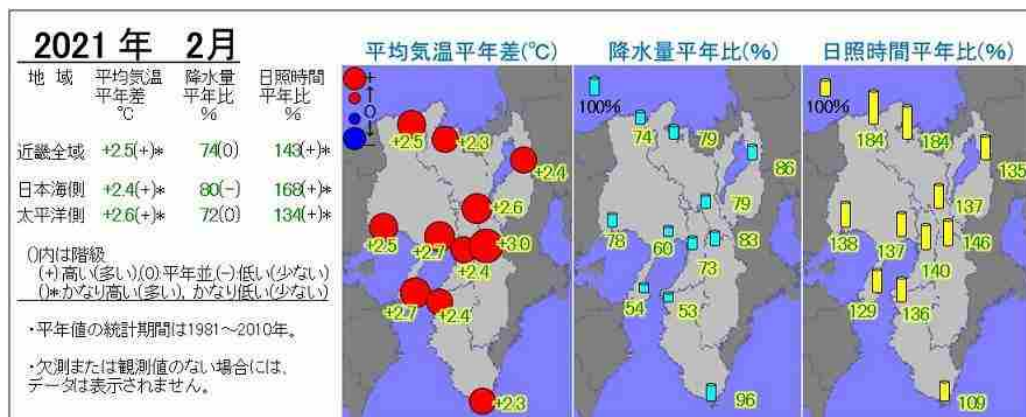 2021 年 2月
地 域 平均気温 降水量 日照時間
平年差 平年比 平年比
℃ % %
近畿全域 +2.5(+)* 74(0) 143(+)*
日本海側 +2.4(+)* 80(-) 168(+)*
太平洋側 +2.6(+)* 72(0) 134(+)*
()内は階級
(+)高い(多い),(0)平年並,(-)低い(少ない)
()*かなり高い(多い), かなり低い(少ない)
・平年値の統計期間は1981～2010年。
・欠測または観測値のない場合には、
データは表示されません。
平均気温平年差(℃)
+
↑
0
↓
-
+2.5
+2.3
+2.4
+2.6
+2.5
+2.7
+3.0
+2.4
+2.7
+2.4
+2.3
降水量平年比(%)
100%
74
79
86
79
78
60
83
73
54
53
96
日照時間平年比(%)
100%
184
184
135
137
138
137
146
140
129
136
109